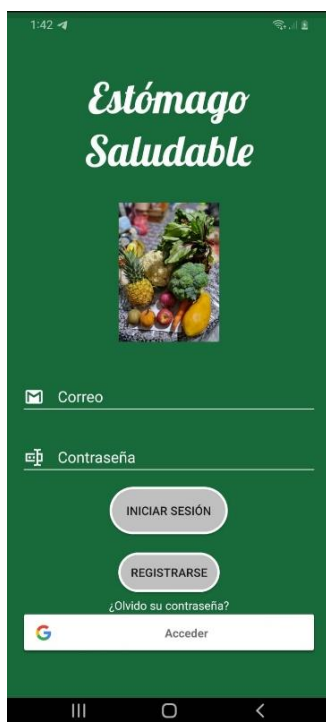 1:42
Estómago
Saludable
Correo
Contraseña
INICIAR SESIÓN
REGISTRARSE
¿Olvido su contraseña?
Acceder